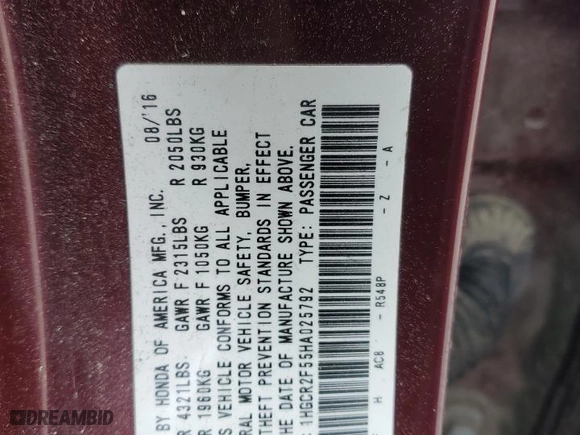 BY HONDA OF AMERICA MFG., INC. 08/'16
4321LBS GAWR F 2315LBS R 2050LBS
1960KG GAWR F 1050KG R 930KG
VEHICLE CONFORMS TO ALL APPLICABLE
MOTOR VEHICLE SAFETY, BUMPER,
THEFT PREVENTION STANDARDS IN EFFECT
DATE OF MANUFACTURE SHOWN ABOVE.
1HGCR2F55HA025792 TYPE: PASSENGER CAR
H AC8 - R548P - Z - A
DREAMBID